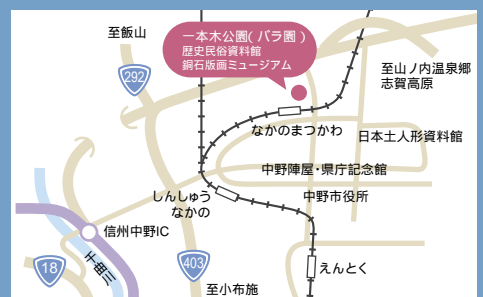 至飯山
一本木公園( バラ園 )
歴史民俗資料館
銅石版画ミュージアム
292
至山ノ内温泉郷
志賀高原
なかのまつかわ
日本土人形資料館
中野陣屋・県庁記念館
しんしゅう
なかの
中野市役所
信州中野IC
千曲川
18
403
えんとく
至小布施